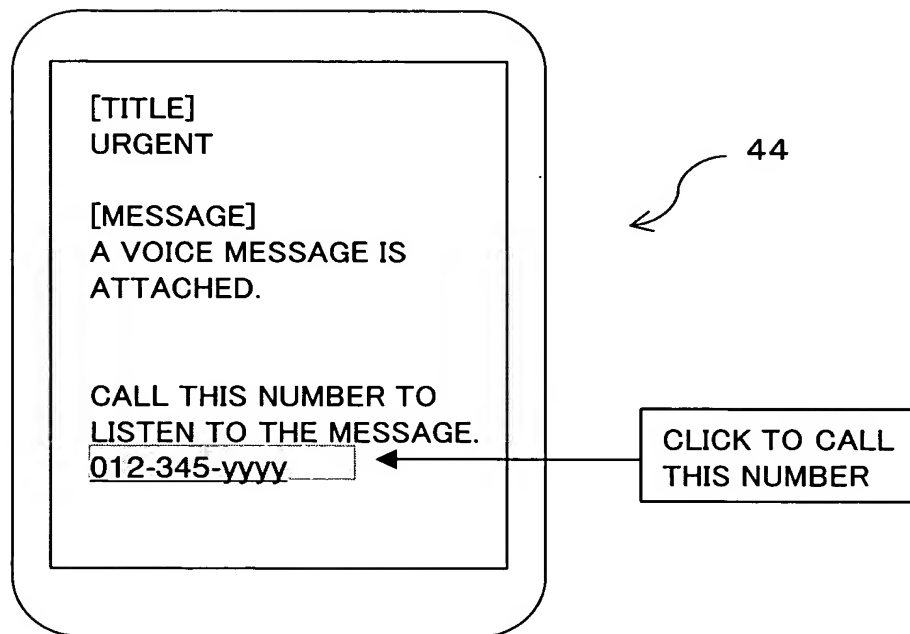 [TITLE]
URGENT
[MESSAGE]
A VOICE MESSAGE IS
ATTACHED.
CALL THIS NUMBER TO
LISTEN TO THE MESSAGE.
012-345-yyyy
44
CLICK TO CALL
THIS NUMBER